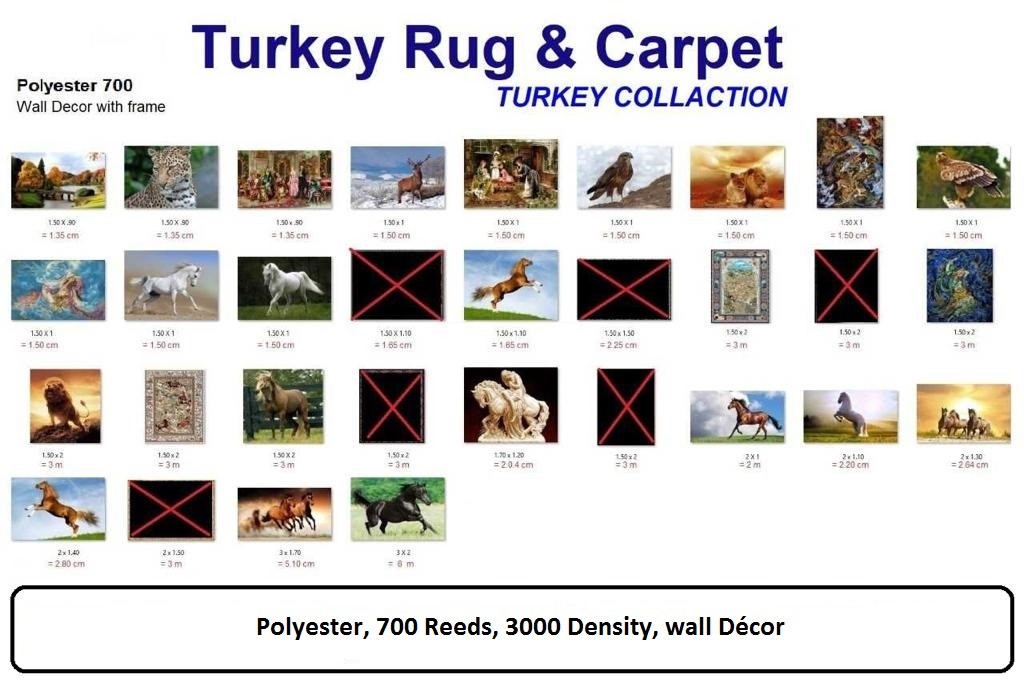 Turkey Rug & Carpet
Polyester 700
TURKEY COLLACTION
Wall Decor with frame
1.50 X .90 1.50 X .90 1.50 x .90 1.50 x 1 1.50 X 1 1.50 X 1 1.50 X 1 1.50 X 1 1.50 X 1
= 1.35 cm = 1.35 cm = 1.35 cm = 1.50 cm = 1.50 cm = 1.50 cm = 1.50 cm = 1.50 cm = 1.50 cm
1.50 X 1 1.50 X 1 1.50 X 1 1.50 X 1.10 1.50 x 1.10 1.50 x 1.50 1.50 x 2 1.50 x 2 1.50 x 2
= 1.50 cm = 1.50 cm = 1.50 cm = 1.65 cm = 1.65 cm = 2.25 cm = 3 m = 3 m = 3 m
1.50 x 2 1.50 x 2 1.50 X 2 1.50 x 2 1.70 x 1.20 1.50 x 2 2 X 1 2 x 1.10 2 x 1.30
= 3 m = 3 m = 3 m = 3 m = 2.0.4 cm = 3 m = 2 m = 2.20 cm = 2.64 cm
2 x 1.40 2 x 1.50 3 x 1.70 3 X 2
= 2.80 cm = 3 m = 5.10 cm = 6 m
Polyester, 700 Reeds, 3000 Density, wall Décor